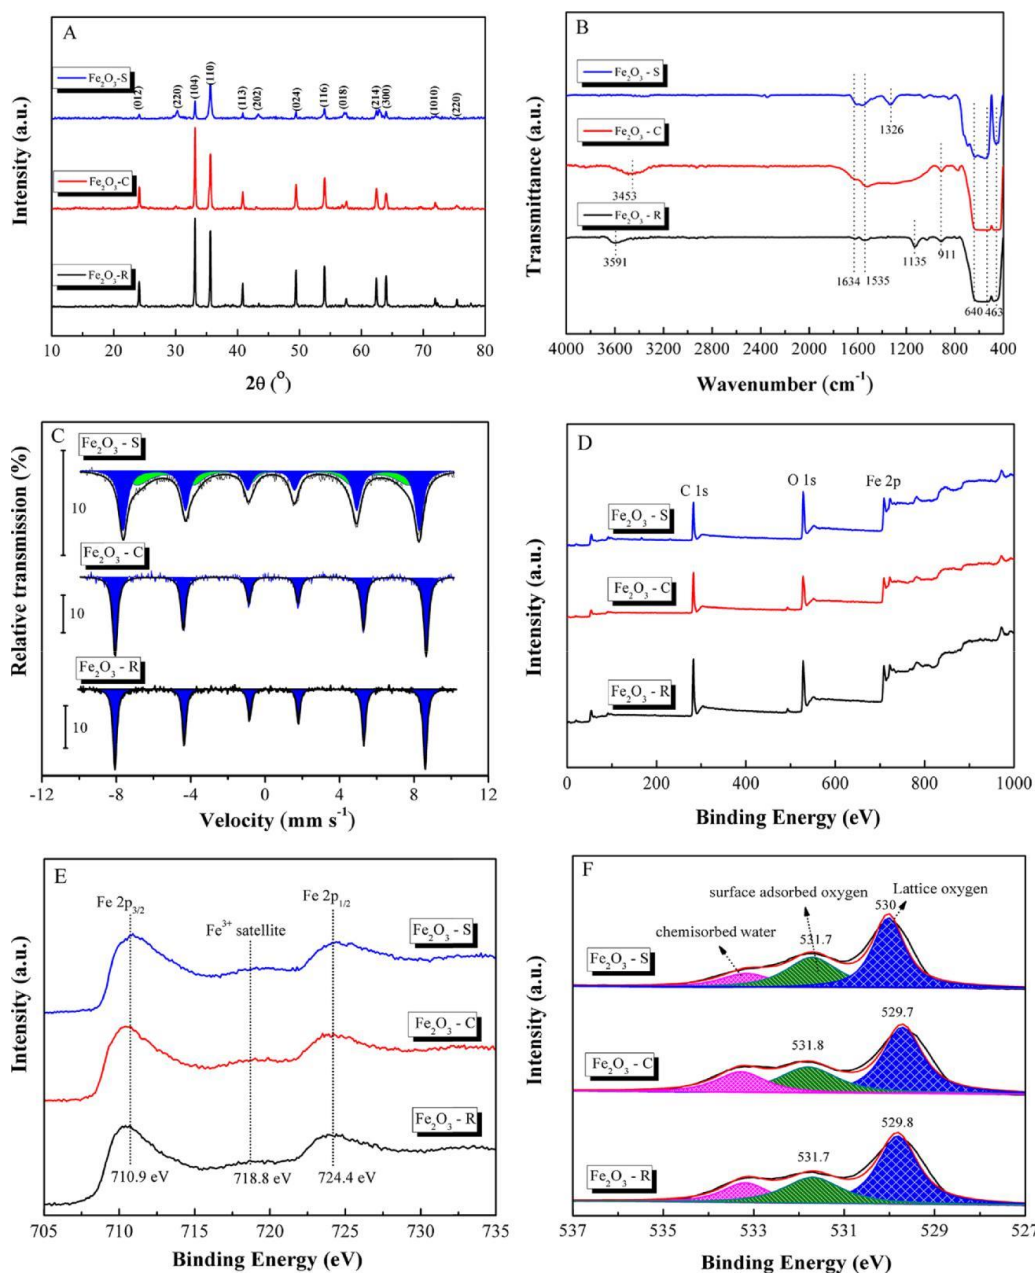 A
Intensity (a.u.)
Fe₂O₃-S
Fe₂O₃-C
Fe₂O₃-R
(012)
(220)
(104)
(110)
(113)
(202)
(024)
(116)
(018)
(214)
(300)
(1010)
(220)
10 20 30 40 50 60 70 80
2θ (°)
B
Transmittance (a.u.)
Fe₂O₃ - S
1326
Fe₂O₃ - C
3453
Fe₂O₃ - R
3591
1634 1535 1135 911
640 463
4000 3600 3200 2800 2400 2000 1600 1200 800 400
Wavenumber (cm⁻¹)
C
Relative transmission (%)
Fe₂O₃ - S
10
Fe₂O₃ - C
10
Fe₂O₃ - R
10
-12 -8 -4 0 4 8 12
Velocity (mm s⁻¹)
D
Intensity (a.u.)
C 1s O 1s Fe 2p
Fe₂O₃ - S
Fe₂O₃ - C
Fe₂O₃ - R
0 200 400 600 800 1000
Binding Energy (eV)
E
Intensity (a.u.)
Fe 2p₃/₂
Fe³⁺ satellite
Fe 2p₁/₂
Fe₂O₃ - S
Fe₂O₃ - C
Fe₂O₃ - R
710.9 eV 718.8 eV 724.4 eV
705 710 715 720 725 730 735
Binding Energy (eV)
F
Intensity (a.u.)
surface adsorbed oxygen
Lattice oxygen
530
chemisorbed water
531.7
Fe₂O₃ - S
529.7
531.8
Fe₂O₃ - C
529.8
531.7
Fe₂O₃ - R
537 535 533 531 529 527
Binding Energy (eV)